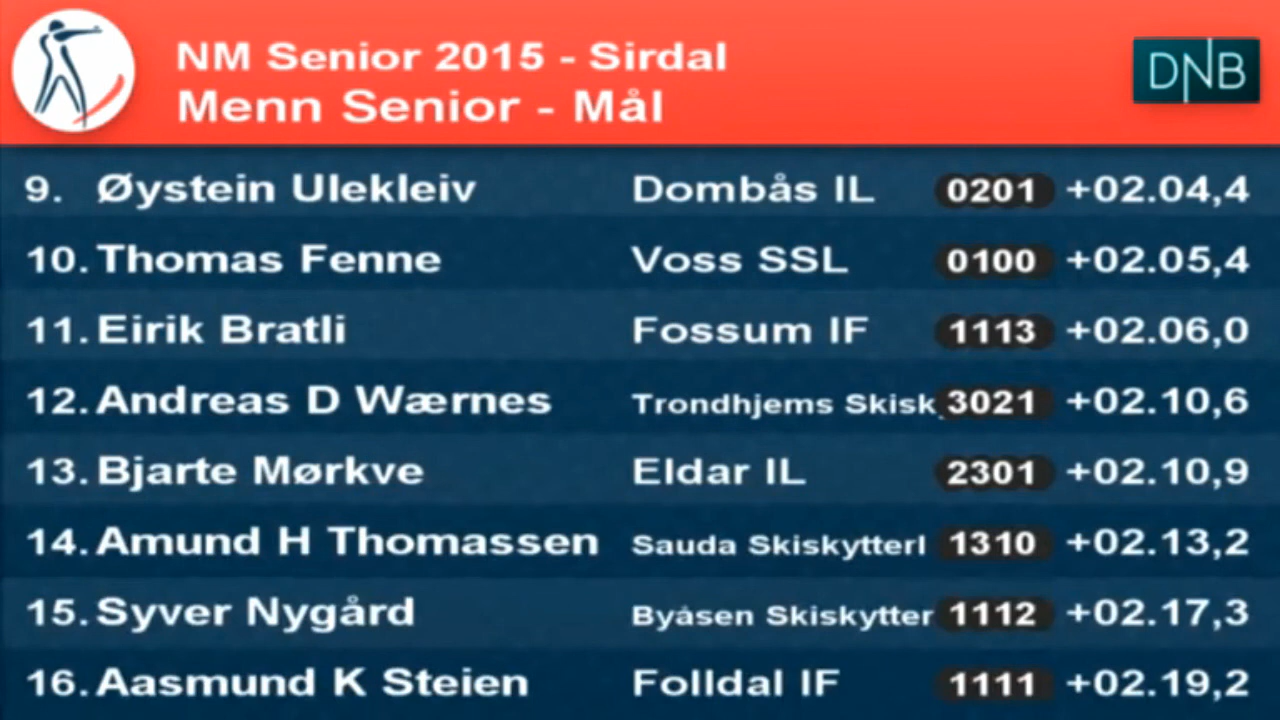 NM Senior 2015 - Sirdal
Menn Senior - Mål
DNB
9. Øystein Ulekleiv Dombås IL 0201 +02.04,4
10. Thomas Fenne Voss SSL 0100 +02.05,4
11. Eirik Bratli Fossum IF 1113 +02.06,0
12. Andreas D Wærnes Trondhjems Skisk 3021 +02.10,6
13. Bjarte Mørkve Eldar IL 2301 +02.10,9
14. Amund H Thomassen Sauda Skiskytterl 1310 +02.13,2
15. Syver Nygård Byåsen Skiskytter 1112 +02.17,3
16. Aasmund K Steien Folldal IF 1111 +02.19,2